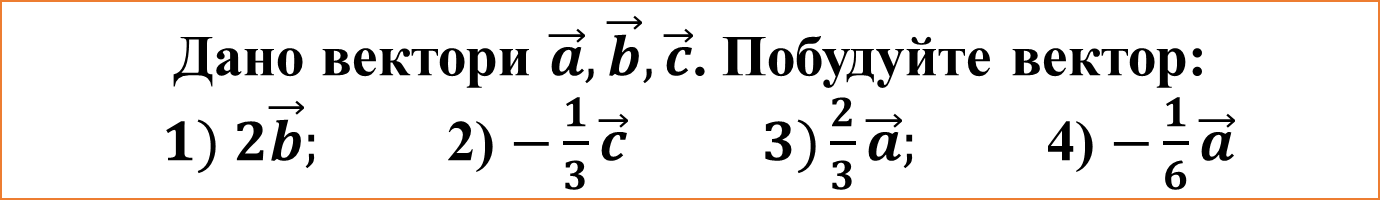 Дано вектори a⃗, b⃗, c⃗. Побудуйте вектор:
1) 2b⃗; 2) −1/3 c⃗ 3) 2/3 a⃗; 4) −1/6 a⃗